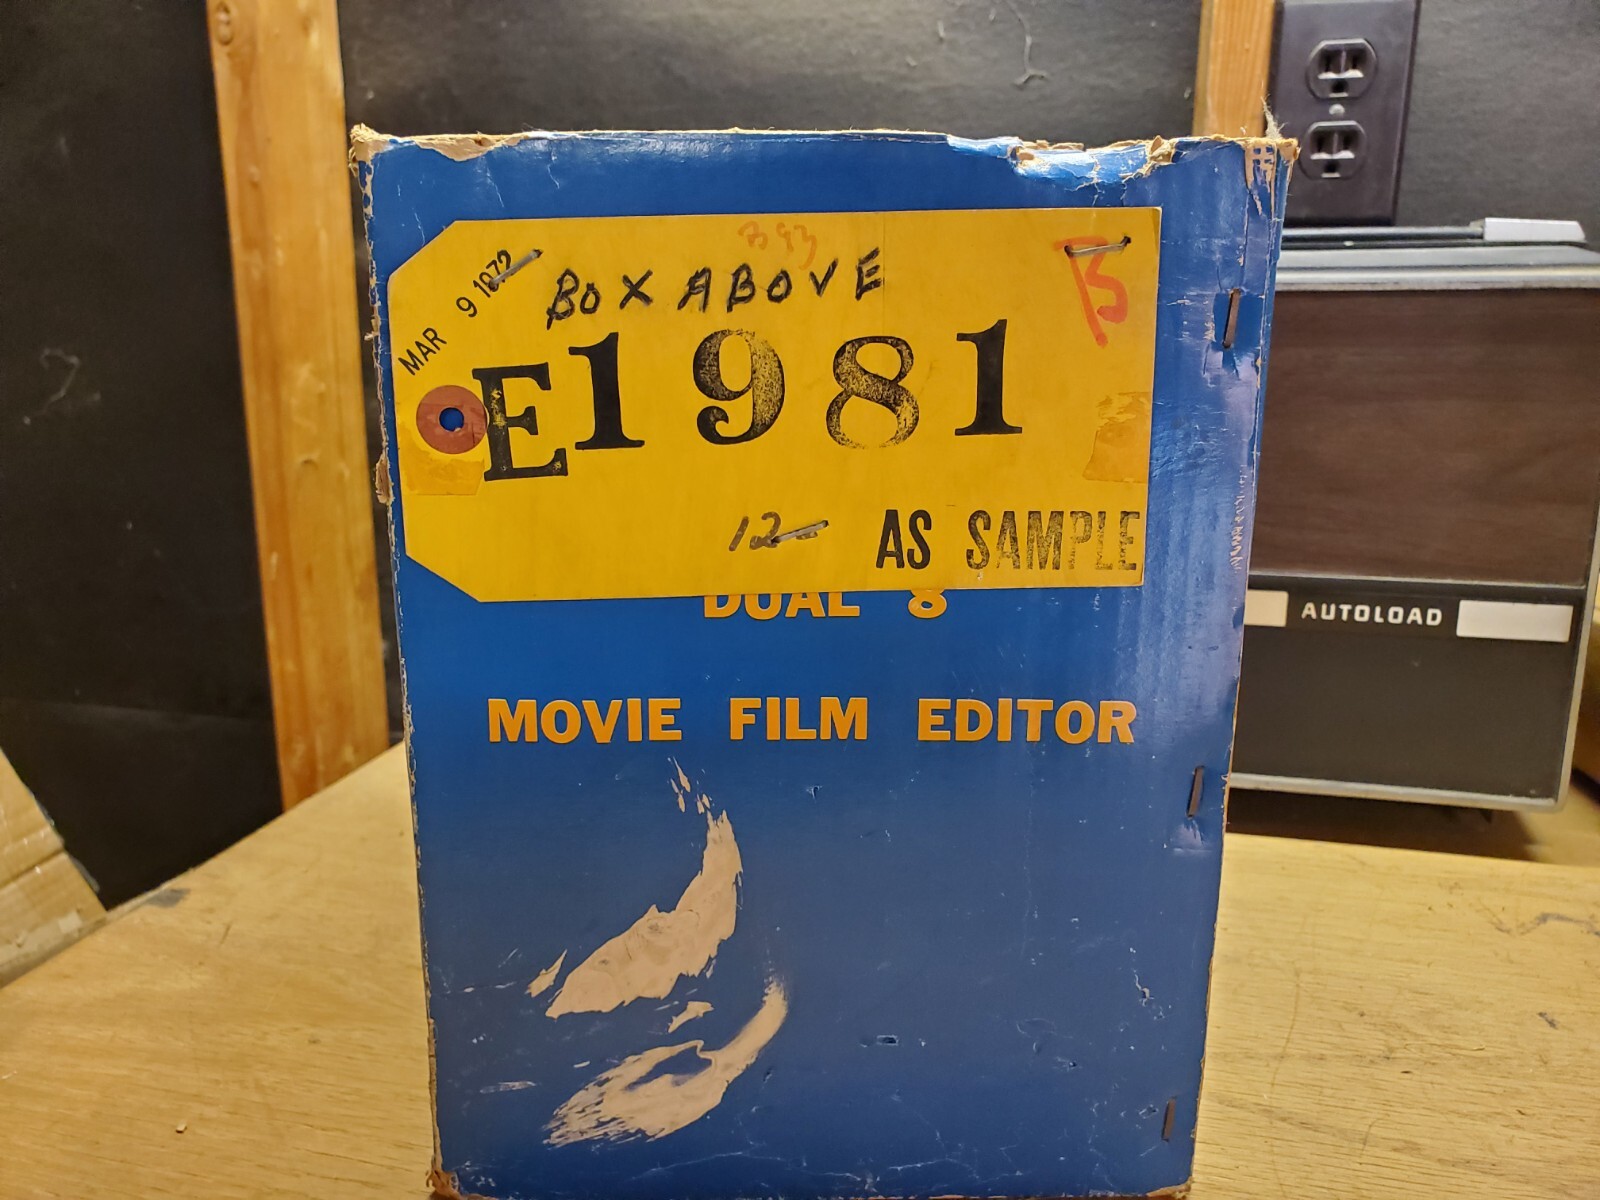 MAR 9 1972
BOX ABOVE
E1981
12-
AS SAMPLE
DUAL 8
MOVIE FILM EDITOR
AUTOLOAD